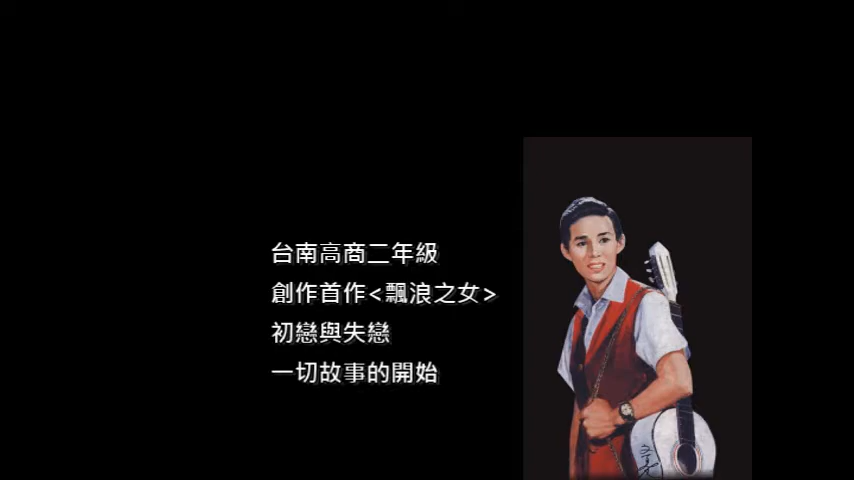 台南高商二年級
創作首作<飄浪之女>
初戀與失戀
一切故事的開始